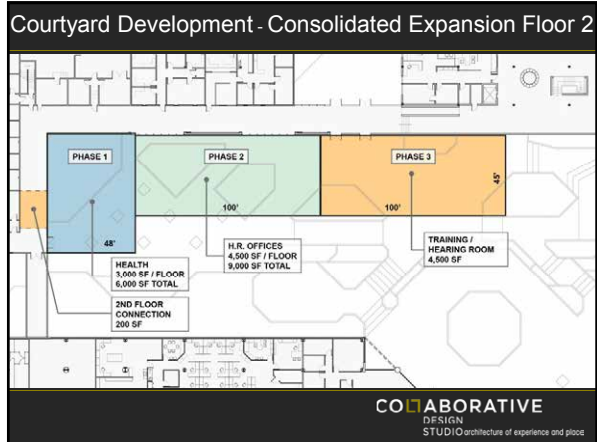 Courtyard Development - Consolidated Expansion Floor 2
PHASE 1
PHASE 2
PHASE 3
45'
48'
100'
100'
HEALTH
3,000 SF / FLOOR
6,000 SF TOTAL
H.R. OFFICES
4,500 SF / FLOOR
9,000 SF TOTAL
TRAINING /
HEARING ROOM
4,500 SF
2ND FLOOR
CONNECTION
200 SF
COLLABORATIVE
DESIGN
STUDIO architecture of experience and place